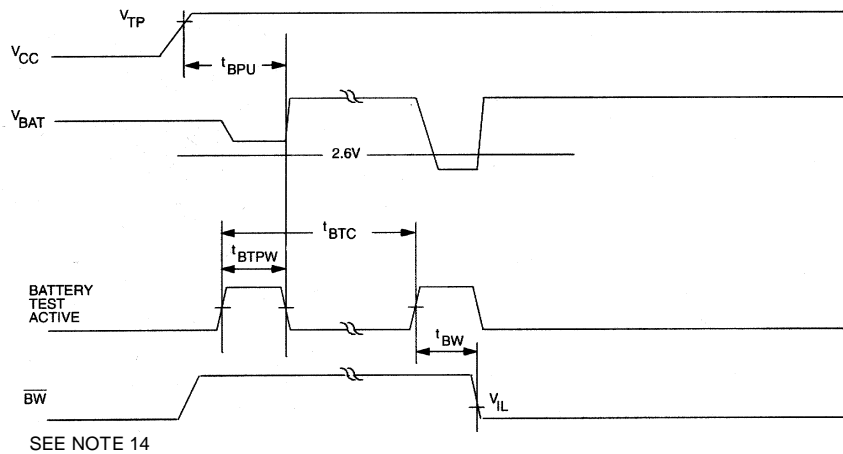 VTP
VCC
tBPU
VBAT
2.6V
tBTC
tBTPW
BATTERY
TEST
ACTIVE
tBW
BW
VIL
SEE NOTE 14